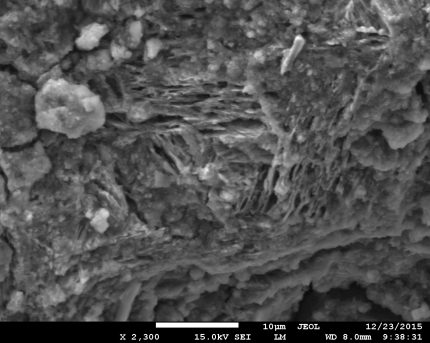 10μm JEOL 12/23/2015
X 2,300 15.0kV SEI LM WD 8.0mm 9:38:31